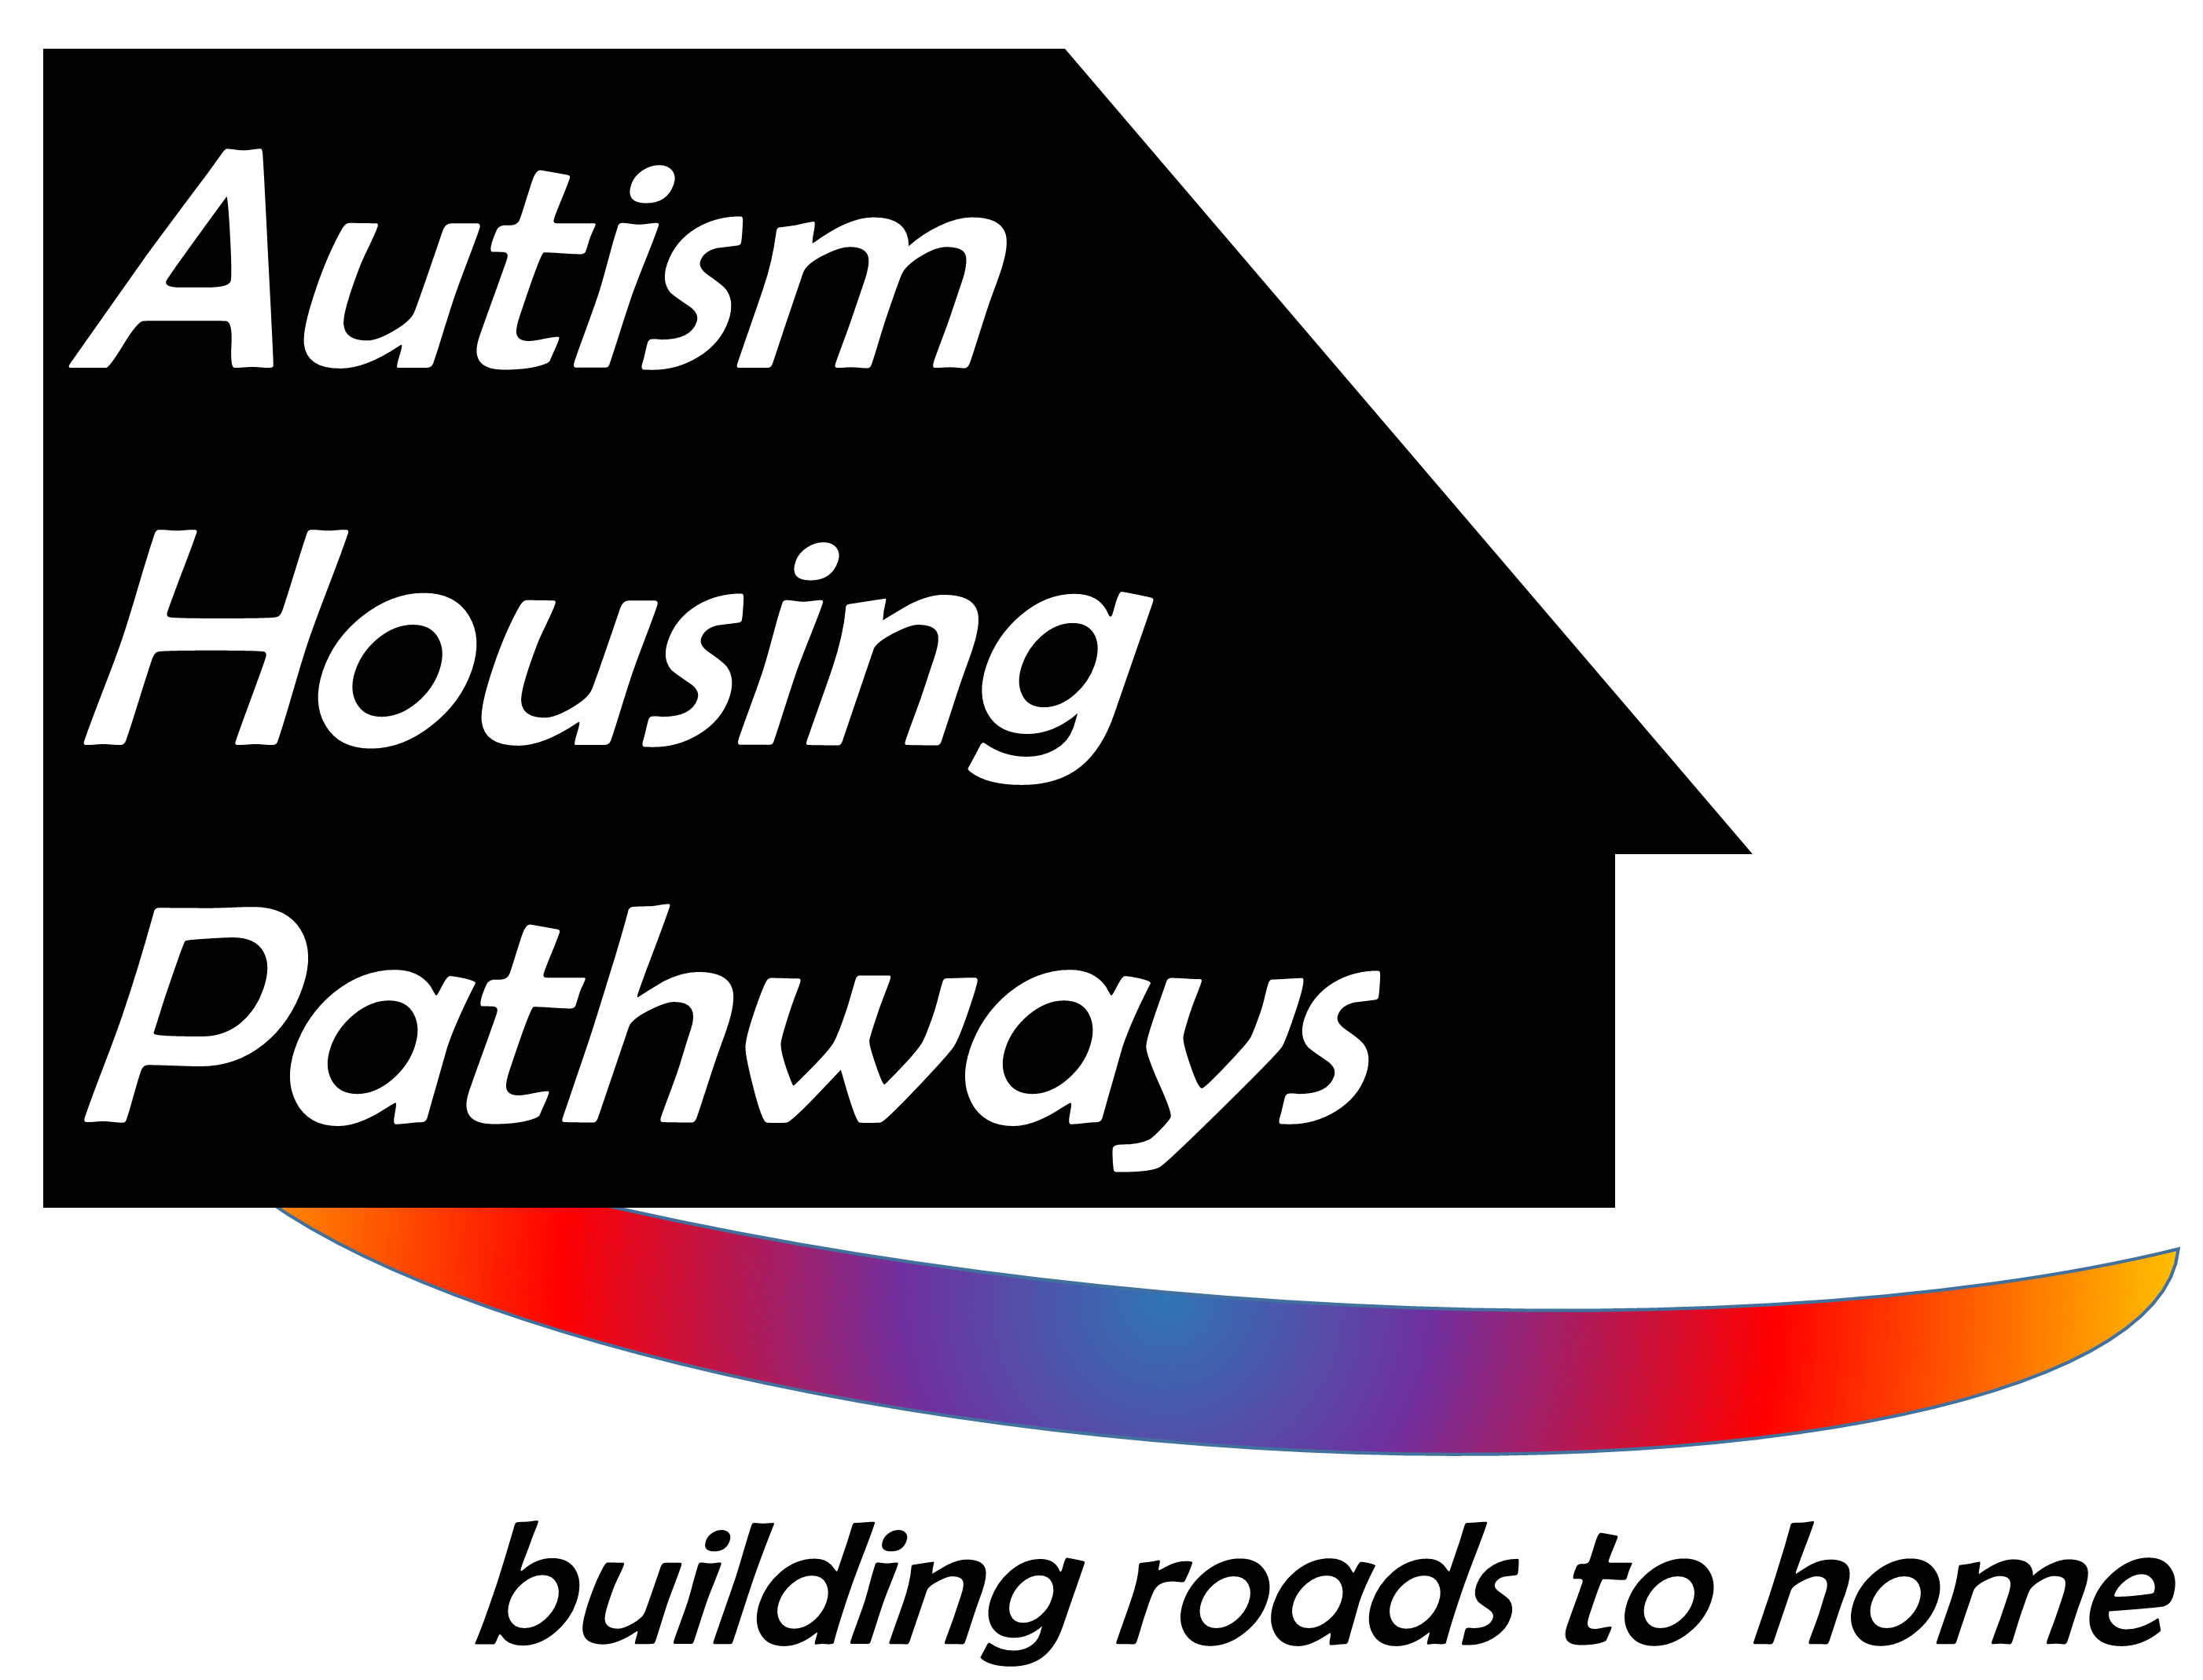 Autism
Housing
Pathways
building roads to home